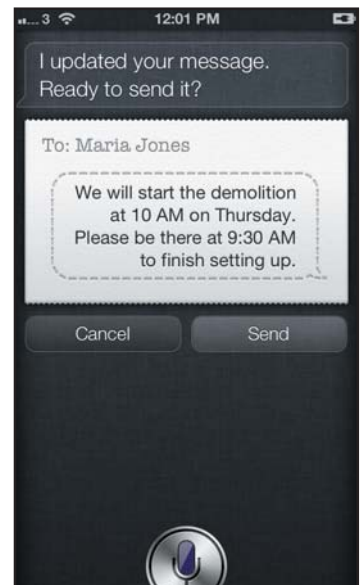 ...3 12:01 PM
I updated your message.
Ready to send it?
To: Maria Jones
We will start the demolition
at 10 AM on Thursday.
Please be there at 9:30 AM
to finish setting up.
Cancel Send